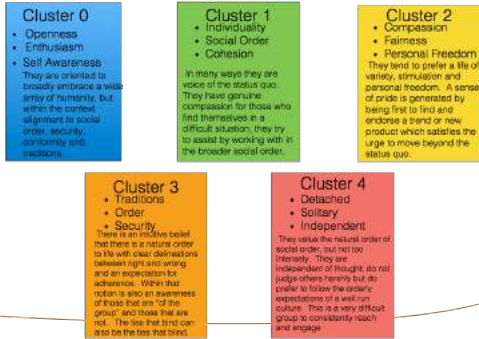 Cluster 0
• Openness
• Enthusiasm
• Self Awareness
They are oriented to
broadly embrace a wide
array of humanity, but
within the context
alignment to social
order, security,
conformity and
traditions.
Cluster 1
• Individuality
• Social Order
• Cohesion
In many ways they are
voice of the status quo.
They have genuine
compassion for those who
find themselves in a
difficult situation, they try
to assist by working with in
the broader social order.
Cluster 2
• Compassion
• Fairness
• Personal Freedom
They tend to prefer a life of
variety, stimulation and
personal freedom. A sense
of pride is generated by
being first to find and
endorse a trend or new
product which satisfies the
urge to move beyond the
status quo.
Cluster 3
• Traditions
• Order
• Security
There is an intuitive belief
that there is a natural order
to life with clear delineations
between right and wrong
and an expectation for
adherence. Within that
notion is also an awareness
of those that are "of the
group" and those that are
not. The ties that bind can
also be the ties that blind.
Cluster 4
• Detached
• Solitary
• Independent
They value the natural order of
social order, but not too
intensely. They are
independent of thought, do not
judge others harshly but do
prefer to follow the orderly
expectations of a well run
culture. This is a very difficult
group to consistently reach
and engage